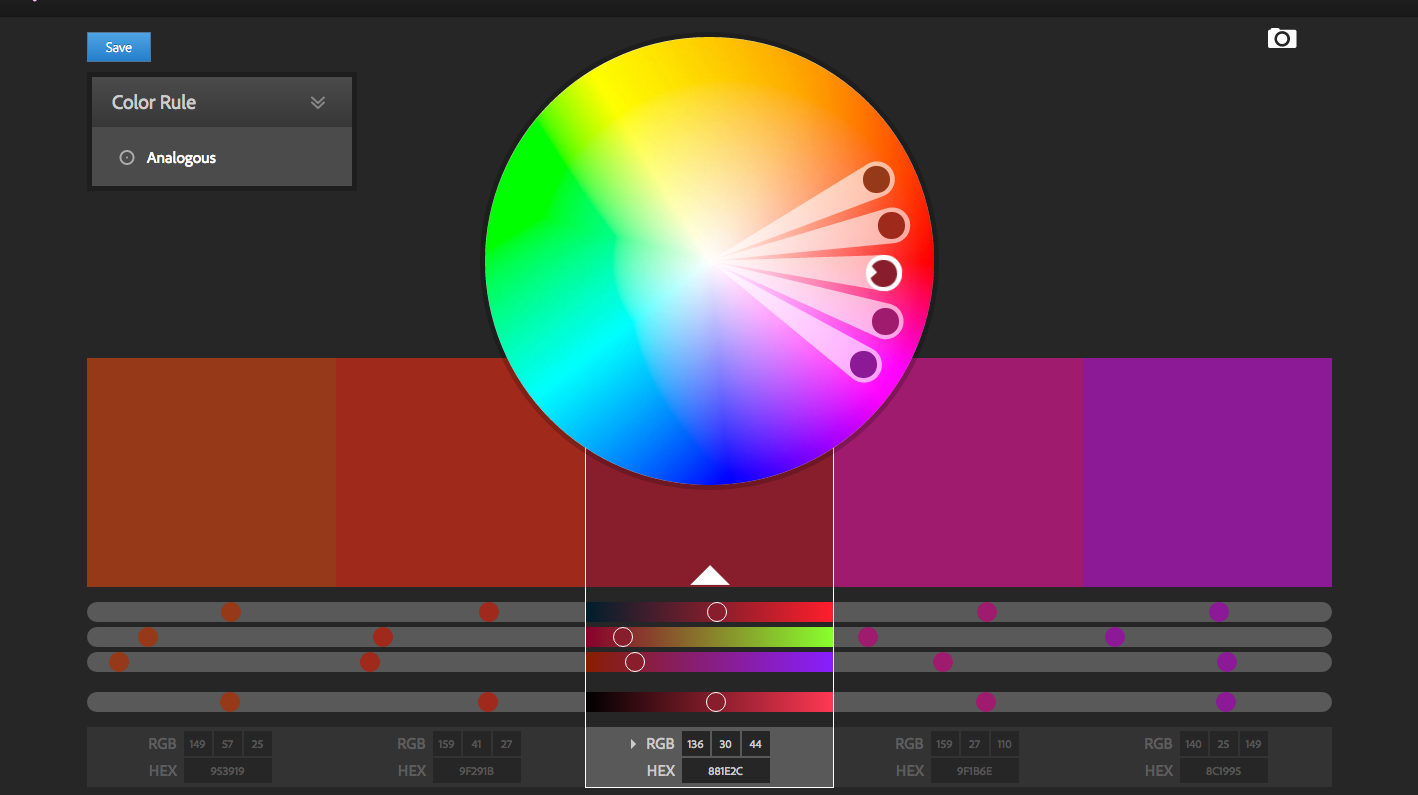 Save
Color Rule
Analogous
RGB 149 57 25
HEX 953919
RGB 159 41 27
HEX 9F291B
RGB 136 30 44
HEX 881E2C
RGB 159 27 110
HEX 9F1B6E
RGB 140 25 149
HEX 8C1995